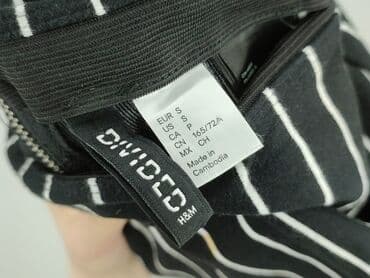 EUR S
US S
CA P
CN 165/72A
MX CH
Made in
Cambodia
DIVIDED
H&M